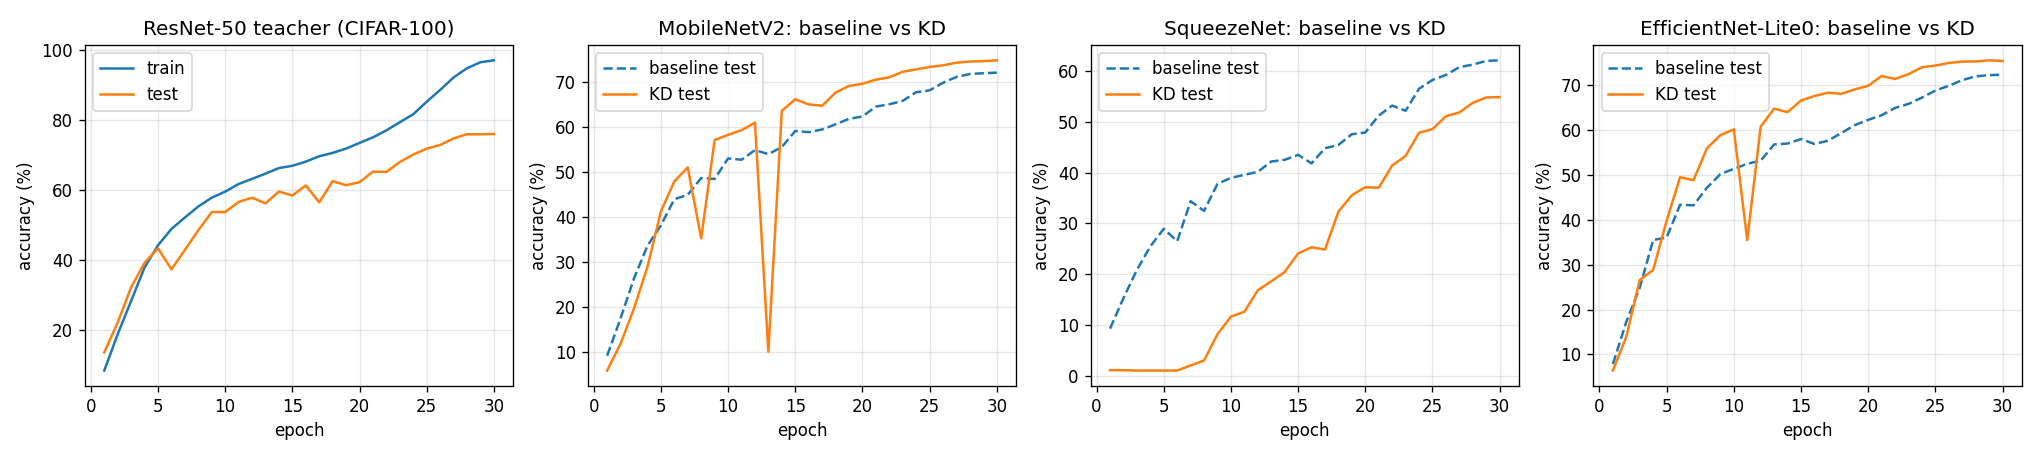 ResNet-50 teacher (CIFAR-100)
train
test
100
80
60
40
20
accuracy (%)
0 5 10 15 20 25 30
epoch
MobileNetV2: baseline vs KD
baseline test
KD test
70
60
50
40
30
20
10
accuracy (%)
0 5 10 15 20 25 30
epoch
SqueezeNet: baseline vs KD
baseline test
KD test
60
50
40
30
20
10
0
accuracy (%)
0 5 10 15 20 25 30
epoch
EfficientNet-Lite0: baseline vs KD
baseline test
KD test
70
60
50
40
30
20
10
accuracy (%)
0 5 10 15 20 25 30
epoch